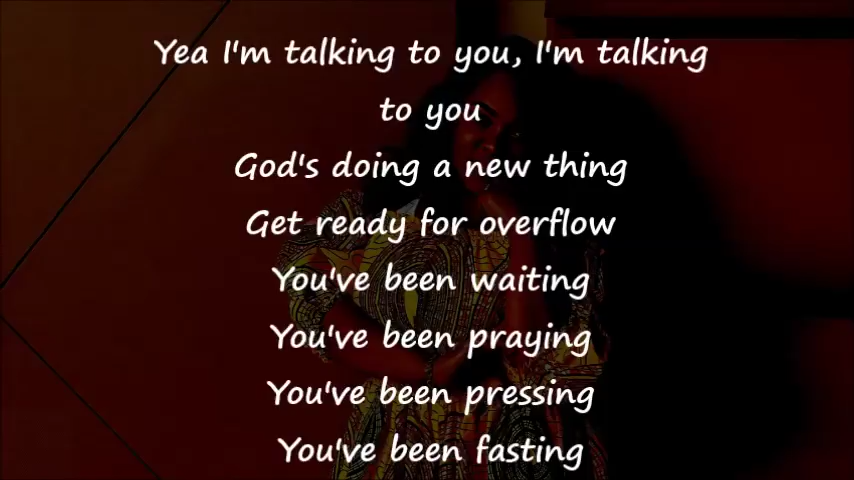 Yea I'm talking to you, I'm talking
to you
God's doing a new thing
Get ready for overflow
You've been waiting
You've been praying
You've been pressing
You've been fasting